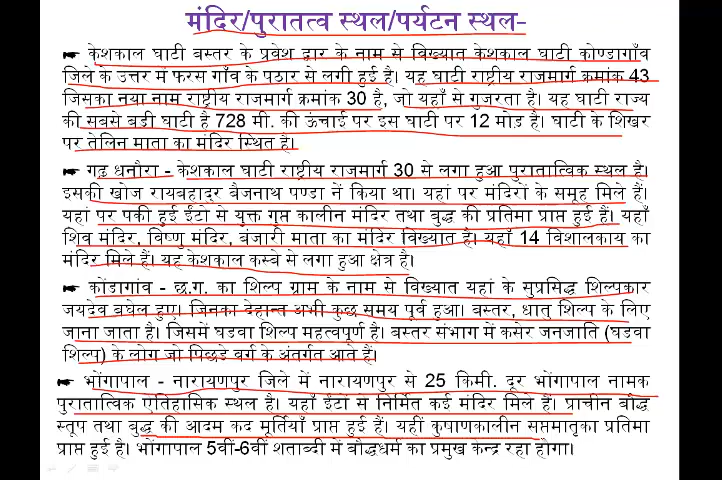 मंदिर/पुरातत्व स्थल/पर्यटन स्थल-
☛ केशकाल घाटी बस्तर के प्रवेश द्वार के नाम से विख्यात केशकाल घाटी कोण्डागाँव
जिले के उत्तर में फरस गाँव के पठार से लगी हुई है। यह घाटी राष्ट्रीय राजमार्ग क्रमांक 43
जिसका नया नाम राष्ट्रीय राजमार्ग क्रमांक 30 है, जो यहाँ से गुजरता है। यह घाटी राज्य
की सबसे बडी घाटी है 728 मी. की ऊंचाई पर इस घाटी पर 12 मोड़ है। घाटी के शिखर
पर तेलिन माता का मंदिर स्थित है।
☛ गढ़ धनौरा - केशकाल घाटी राष्ट्रीय राजमार्ग 30 से लगा हुआ पुरातात्विक स्थल है।
इसकी खोज रायबहादुर बैजनाथ पण्डा नें किया था। यहां पर मंदिरों के समूह मिले हैं।
यहां पर पकी हुई ईंटो से युक्त गुप्त कालीन मंदिर तथा बुद्ध की प्रतिमा प्राप्त हुई हैं। यहाँ
शिव मंदिर, विष्णु मंदिर, बंजारी माता का मंदिर विख्यात है। यहाँ 14 विशालकाय का
मंदिर मिले हैं। यह केशकाल कस्बे से लगा हुआ क्षेत्र है।
☛ कोंडागांव - छ.ग. का शिल्प ग्राम के नाम से विख्यात यहां के सुप्रसिद्ध शिल्पकार
जयदेव बघेल हुए। जिनका देहान्त अभी कुछ समय पूर्व हुआ। बस्तर, धातु शिल्प के लिए
जाना जाता है। जिसमें घडवा शिल्प महत्वपूर्ण है। बस्तर संभाग में कसेर जनजाति (घडवा
शिल्प) के लोग जो पिछडे वर्ग के अंतर्गत आते हैं।
☛ भोंगापाल - नारायणपुर जिले में नारायणपुर से 25 किमी. दूर भोंगापाल नामक
पुरातात्विक ऐतिहासिक स्थल है। यहाँ ईंटों से निर्मित कई मंदिर मिले हैं। प्राचीन बौद्ध
स्तूप तथा बुद्ध की आदम कद मूर्तियाँ प्राप्त हुई हैं। यहीं कुषाणकालीन सप्तमातृका प्रतिमा
प्राप्त हुई है। भोंगापाल 5वीं-6वीं शताब्दी में बौद्धधर्म का प्रमुख केन्द्र रहा होगा।